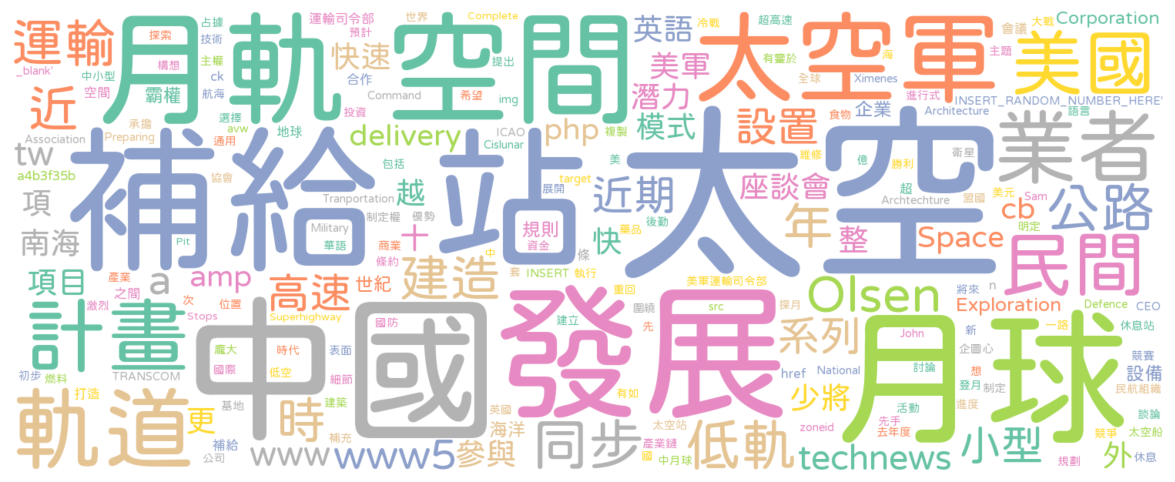 運輸
月軌
空間
太空軍
美國
占據
探索
運輸司令部
預計
世界
Complete
英語
冷戰
超高速
大戰
會議
Corporation
_blank'
技術
構想
快速
提出
美軍
有靈於
海
主題
中小型
主權
ck
合作
希望
img
全球
Ximenes
進行式
INSERT_RANDOM_NUMBER_HERE'
近
空間
霸權
航海
投資
Command
潛力
企業
食物
Architecture
語言
Association
承擔
選擇
avw
地球
delivery
ICAO
php
複製
模式
設置
業者
Preparing
通用
Cislunar
tw
a4b3f35b
補給
站
太空
包括
越
展開
target
美
維修
億
勝利
衛星
協會
Tranportation
制定權
優勢
近期
座談會
超
盟國
美元
Sam
公路
項
Military
十
規則
資金
後勤
藥品
Archtechture
cb
明定
Pit
華語
商業
條約
中
條
快
整
年
Space
民間
南海
項目
a
amp
高速
世紀
建造
套
INSERT
執行
美軍運輸司令部
將來
n
產業
之間
次
位置
重回
Olsen
Exploration
Defence
CEO
激烈
Stops
Superhighway
圍繞
src
探月
計畫
中國
國防
發展
建立
先
系列
John
新
月球
一路
休息站
龐大
時代
表面
企圖心
討論
競賽
初步
燃料
TRANSCOM
國際
低空
細節
href
National
想
登月
制定
設備
民航組織
打造
軌道
更
基地
時
建築
有如
少將
活動
先手
去年度
進度
談論
英國
海洋
太空站
zoneid
競爭
太空船
補給
公司
補充
www
www5
參與
同步
產業鏈
國
中月球
低軌
technews
小型
規劃
外
休息